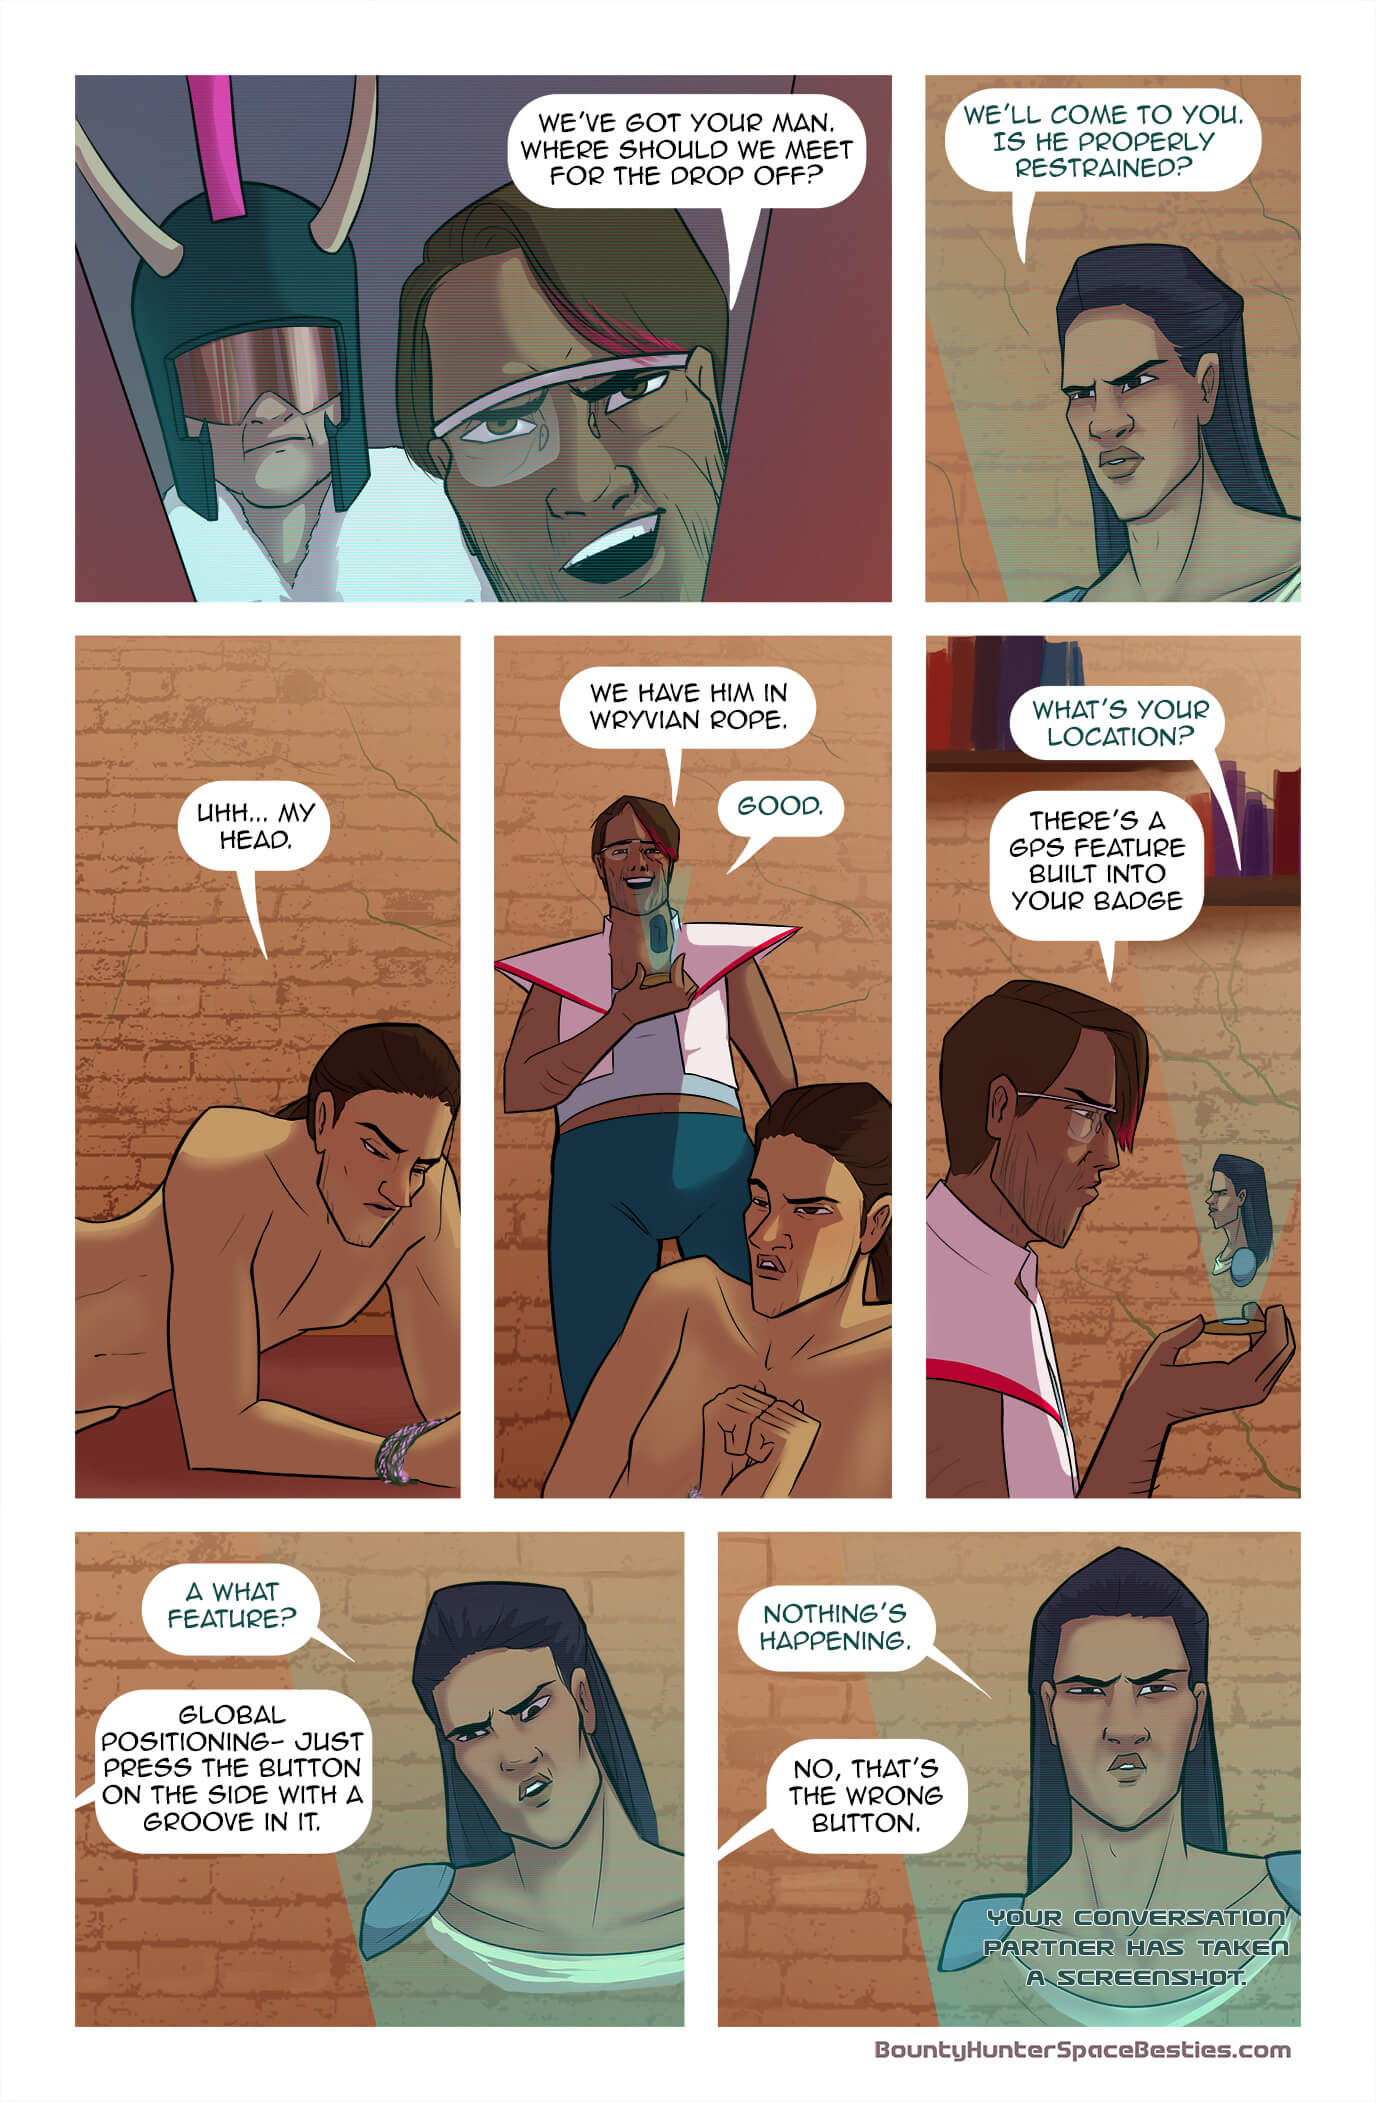 WE'VE GOT YOUR MAN.
WHERE SHOULD WE MEET
FOR THE DROP OFF?
WE'LL COME TO YOU.
IS HE PROPERLY
RESTRAINED?
UHH... MY
HEAD.
WE HAVE HIM IN
WRYVIAN ROPE.
GOOD.
WHAT'S YOUR
LOCATION?
THERE'S A
GPS FEATURE
BUILT INTO
YOUR BADGE
A WHAT
FEATURE?
GLOBAL
POSITIONING- JUST
PRESS THE BUTTON
ON THE SIDE WITH A
GROOVE IN IT.
NOTHING'S
HAPPENING.
NO, THAT'S
THE WRONG
BUTTON.
YOUR CONVERSATION
PARTNER HAS TAKEN
A SCREENSHOT.
BountyHunterSpaceBesties.com